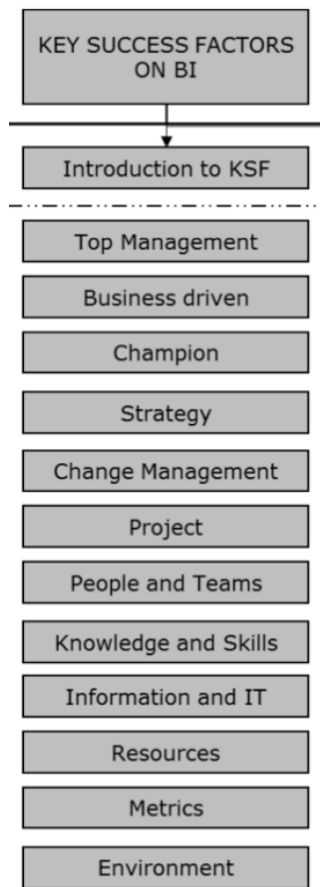 KEY SUCCESS FACTORS
ON BI
Introduction to KSF
Top Management
Business driven
Champion
Strategy
Change Management
Project
People and Teams
Knowledge and Skills
Information and IT
Resources
Metrics
Environment